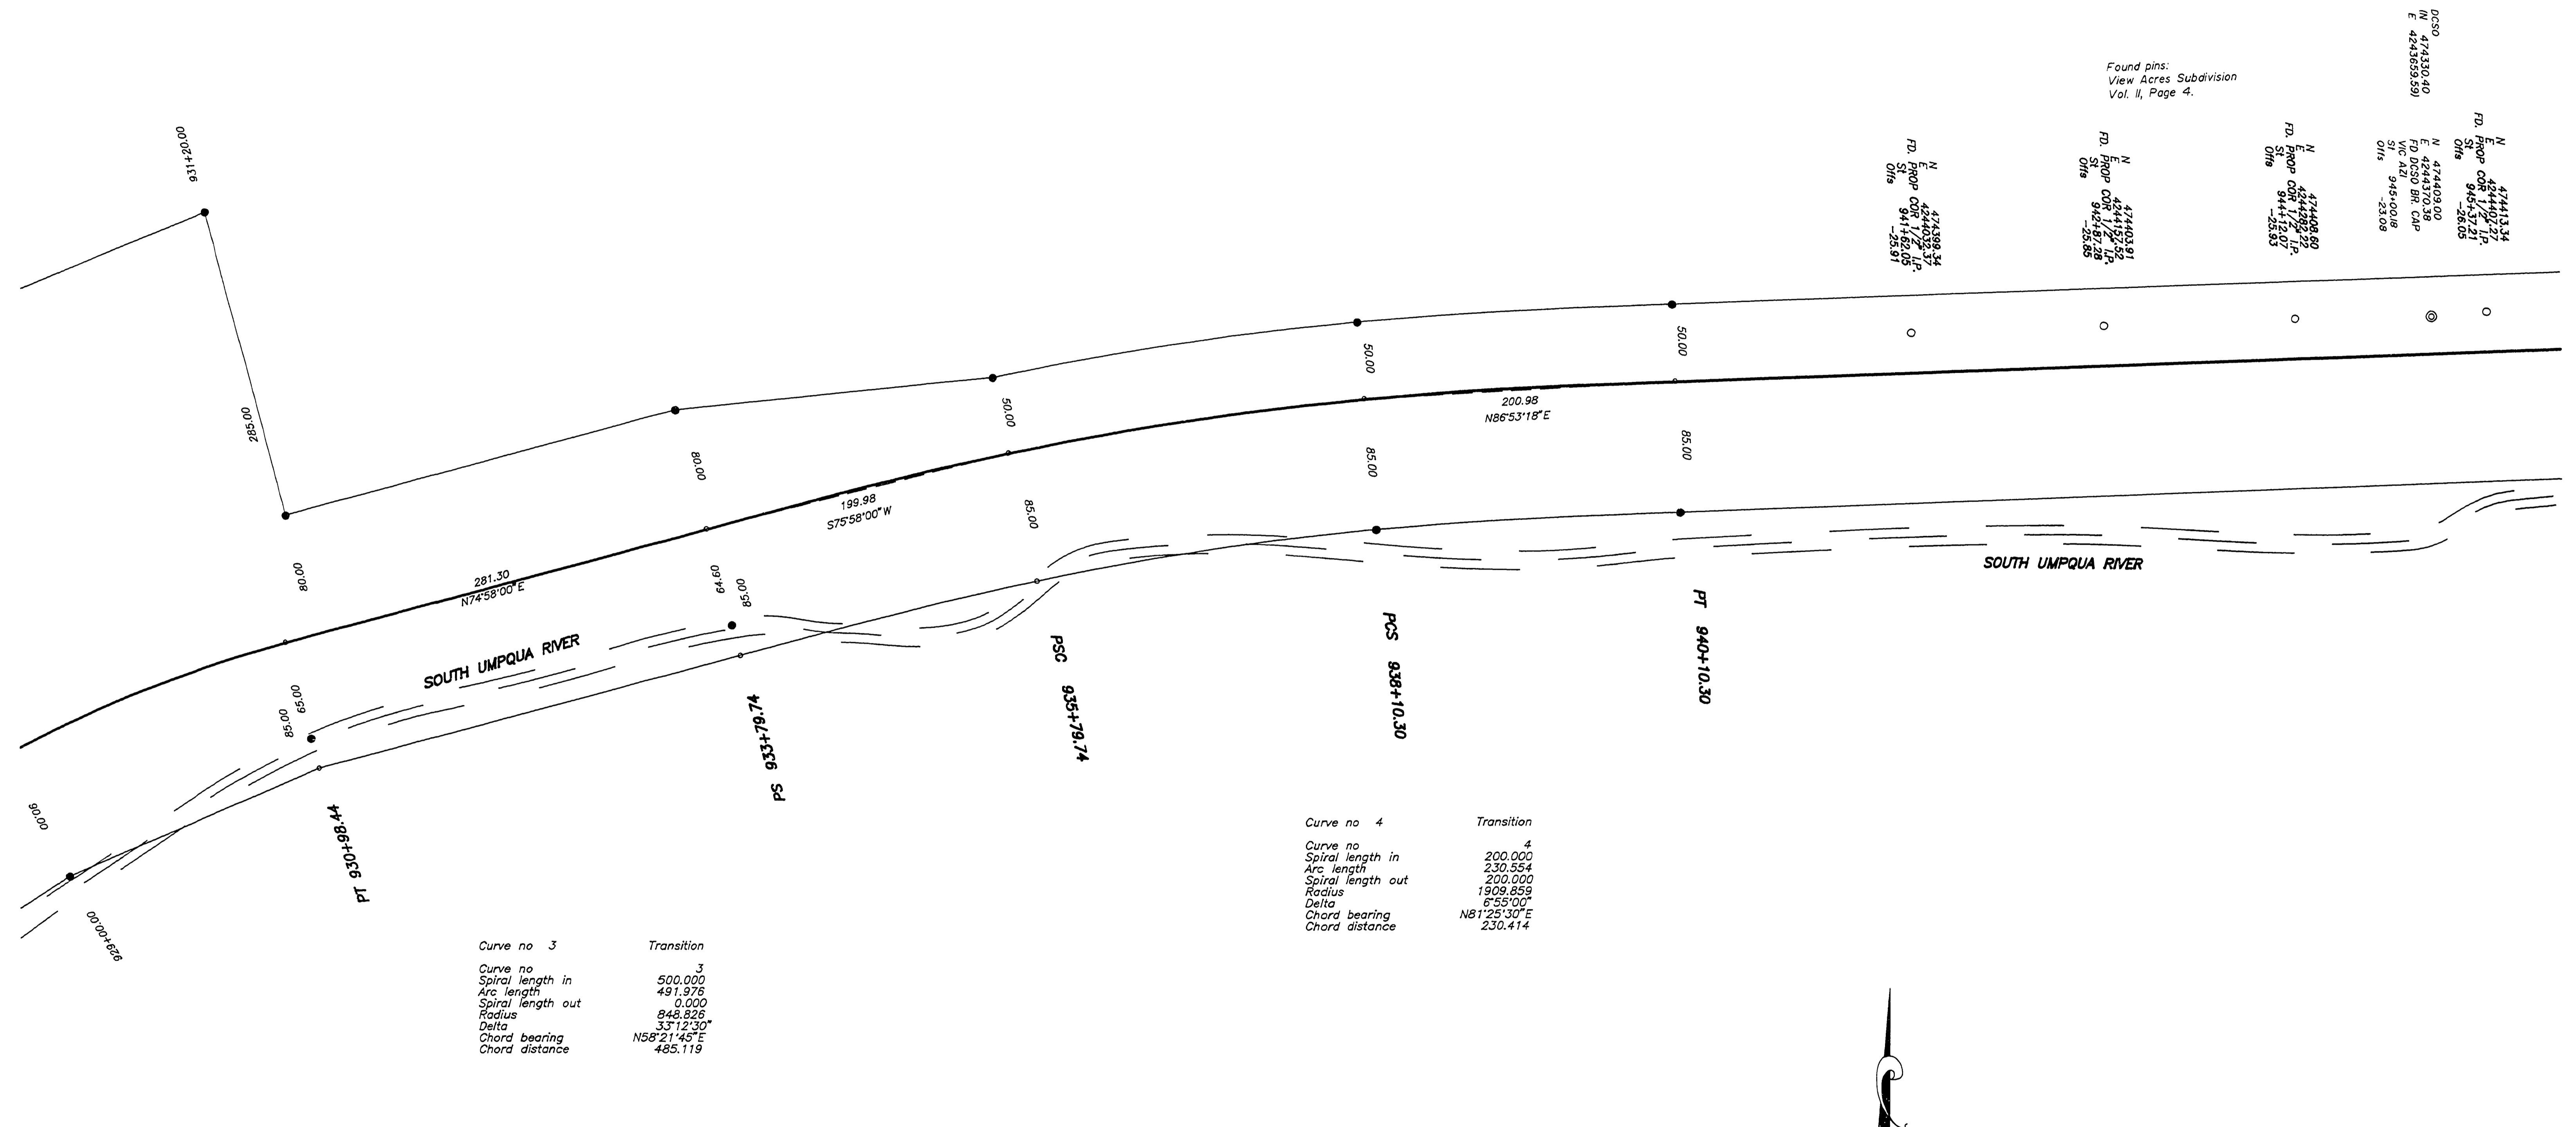 DCSO
(N 474330.40
E 4243659.59)
Found pins:
View Acres Subdivision
Vol. II, Page 4.
N 474399.34
E 4244032.37
FD. PROP COR 1/2" I.P.
St 941+62.05
Offs -25.91
N 474403.91
E 4244157.52
FD. PROP COR 1/2" I.P.
St 942+87.28
Offs -25.85
N 474408.60
E 4244282.22
FD. PROP COR 1/2" I.P.
St 944+12.07
Offs -25.93
N 474409.00
E 4244370.38
FD DCSO BR. CAP
VIC AZI
St 945+00.18
Offs -23.08
N 474413.34
E 4244407.27
FD. PROP COR 1/2" I.P.
St 945+37.21
Offs -26.05
931+20.00
285.00
80.00
50.00
50.00
50.00
200.98
N86°53'18"E
85.00
85.00
85.00
199.98
S75°58'00"W
281.30
N74°58'00"E
80.00
64.60
85.00
SOUTH UMPQUA RIVER
SOUTH UMPQUA RIVER
65.00
85.00
90.00
929+00.00
PT 930+98.44
PS 933+79.74
PSC 935+79.74
PCS 938+10.30
PT 940+10.30
Curve no 4 Transition
Curve no 4
Spiral length in 200.000
Arc length 230.554
Spiral length out 200.000
Radius 1909.859
Delta 6°55'00"
Chord bearing N81°25'30"E
Chord distance 230.414
Curve no 3 Transition
Curve no 3
Spiral length in 500.000
Arc length 491.976
Spiral length out 0.000
Radius 848.826
Delta 33°12'30"
Chord bearing N58°21'45"E
Chord distance 485.119